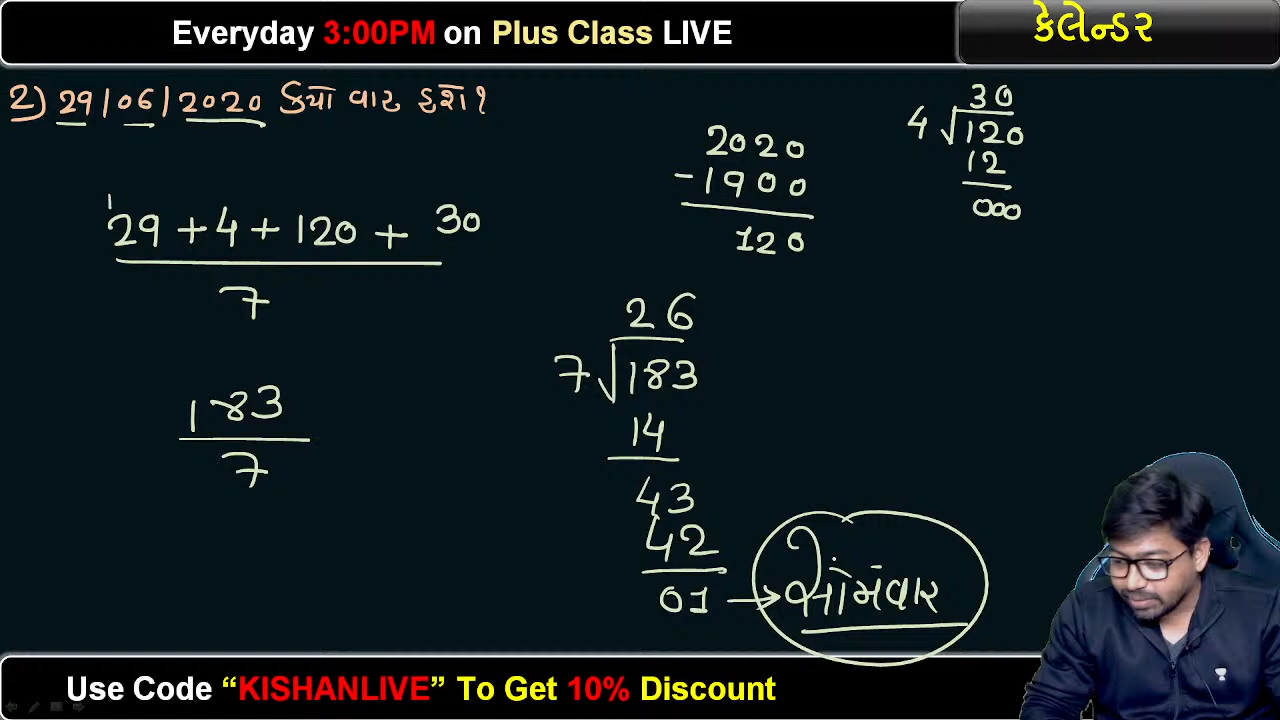 Everyday 3:00PM on Plus Class LIVE
કેલેન્ડર
2) 29/06/2020 કયો વાર હશે?
29 + 4 + 120 + 30
7
183
7
2020
-1900
120
30
4 √120
12
000
26
7 √183
14
43
42
01 → સોમવાર
Use Code “KISHANLIVE” To Get 10% Discount